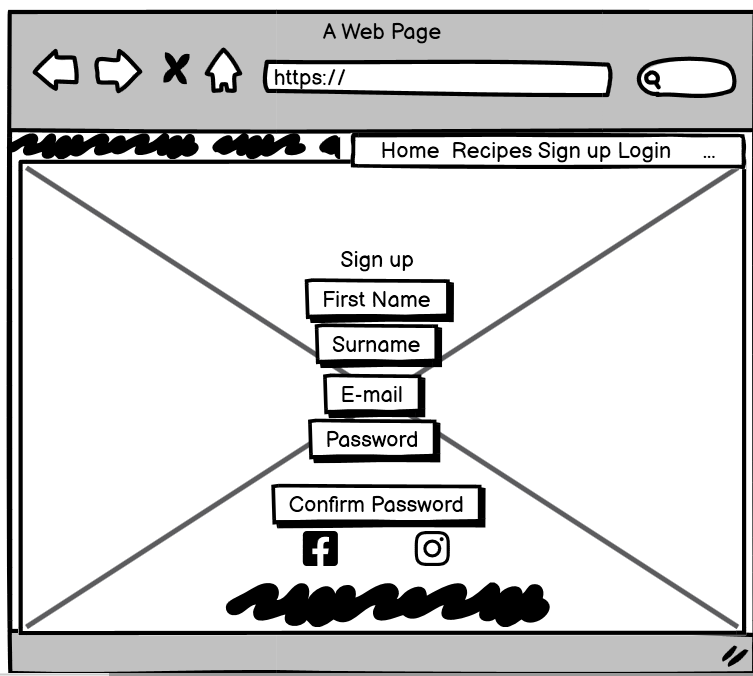 A Web Page
https://
Home Recipes Sign up Login ...
Sign up
First Name
Surname
E-mail
Password
Confirm Password